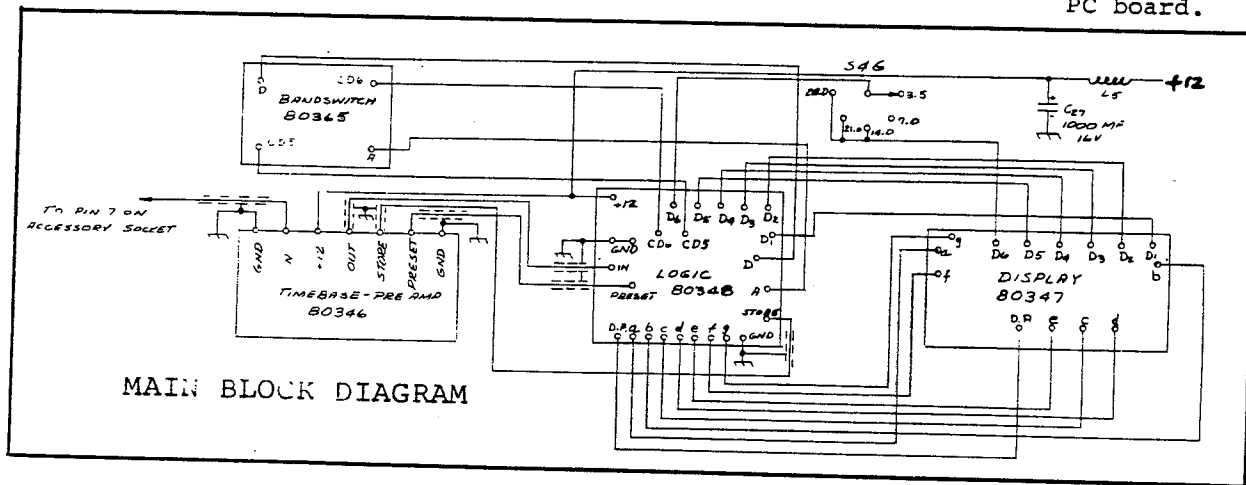 PC board.
S4G
+12
L5
C27
1000 MF
16V
3.5
7.0
14.0
21.0
D
CD6
BANDSWITCH
80365
CD5
A
TO PIN 7 ON
ACCESSORY SOCKET
GND
IN
+12
OUT
STORE
PRESET
GND
TIMEBASE-PRE AMP
80346
+12
D6
D5
D4
D3
D2
D1
GND
CD5
D
IN
LOGIC
80348
A
PRESET
STORE
D.P.
a
b
c
d
e
f
g
GND
g
a
f
D6
D5
D4
D3
D2
D1
b
DISPLAY
80347
D.P.
e
c
d
MAIN BLOCK DIAGRAM